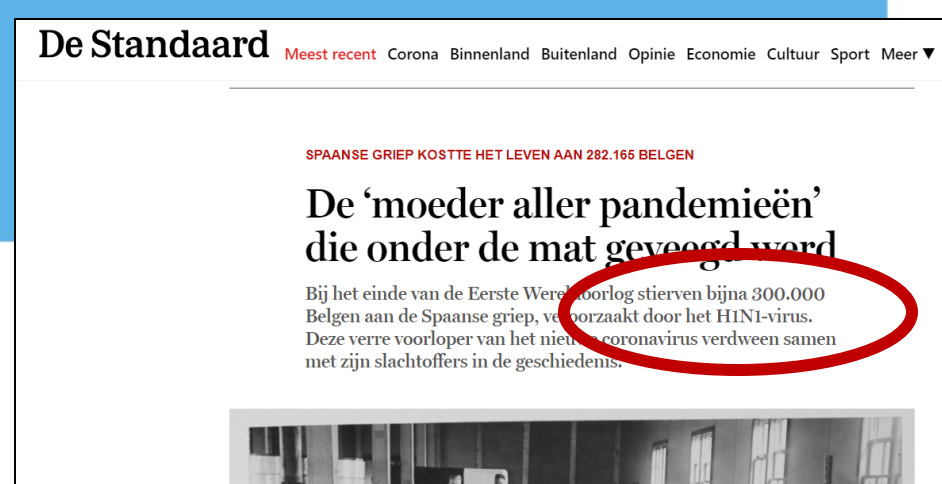 De Standaard Meest recent Corona Binnenland Buitenland Opinie Economie Cultuur Sport Meer ▼
SPAANSE GRIEP KOSTTE HET LEVEN AAN 282.165 BELGEN
De ‘moeder aller pandemieën’
die onder de mat geveegd werd
Bij het einde van de Eerste Wereldoorlog stierven bijna 300.000
Belgen aan de Spaanse griep, veroorzaakt door het H1N1-virus.
Deze verre voorloper van het nieuwe coronavirus verdween samen
met zijn slachtoffers in de geschiedenis.